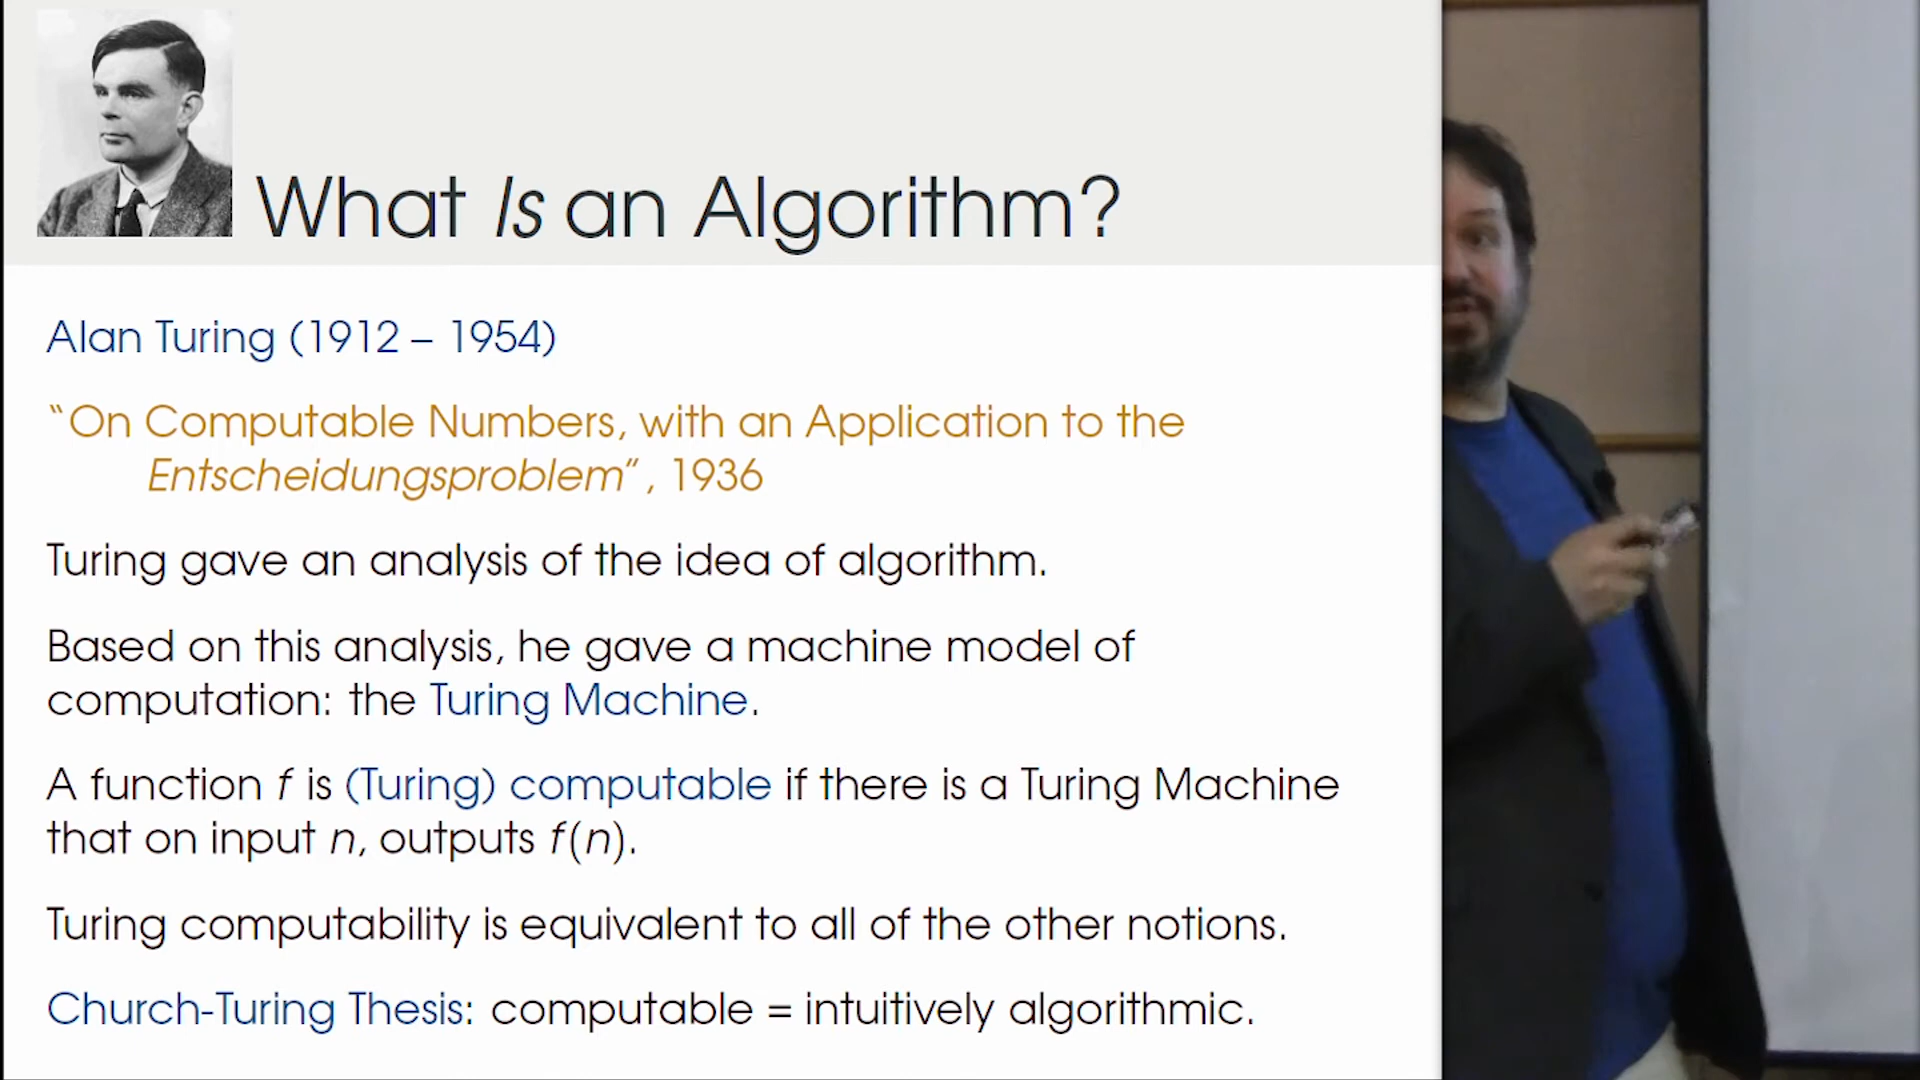 What Is an Algorithm?
Alan Turing (1912 – 1954)
“On Computable Numbers, with an Application to the
Entscheidungsproblem”, 1936
Turing gave an analysis of the idea of algorithm.
Based on this analysis, he gave a machine model of
computation: the Turing Machine.
A function f is (Turing) computable if there is a Turing Machine
that on input n, outputs f(n).
Turing computability is equivalent to all of the other notions.
Church-Turing Thesis: computable = intuitively algorithmic.